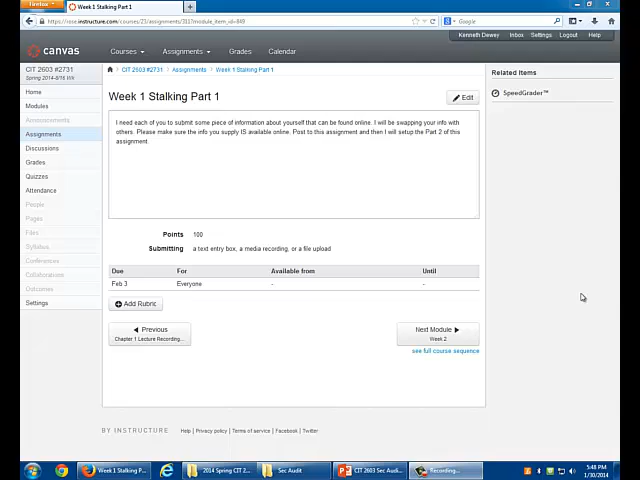 Firefox
Week 1 Stalking Part 1
https://rose.instructure.com/courses/23/assignments/311?module_item_id=849
Google
Kenneth Dewey Inbox Settings Logout Help
canvas
Courses Assignments Grades Calendar
CIT 2603 #2731
Spring 2014-8/16 Wk
CIT 2603 #2731 Assignments Week 1 Stalking Part 1
Home
Modules
Announcements
Assignments
Discussions
Grades
Quizzes
Attendance
People
Pages
Files
Syllabus
Conferences
Collaborations
Outcomes
Settings
Week 1 Stalking Part 1
Edit
I need each of you to submit some piece of information about yourself that can be found online. I will be swapping your info with
others. Please make sure the info you supply IS available online. Post to this assignment and then I will setup the Part 2 of this
assignment.
Points 100
Submitting a text entry box, a media recording, or a file upload
Due For Available from Until
Feb 3 Everyone - -
Add Rubric
Previous
Chapter 1 Lecture Recording...
Next Module
Week 2
see full course sequence
Related Items
SpeedGrader™
BY INSTRUCTURE Help | Privacy policy | Terms of service | Facebook | Twitter
Week 1 Stalking P...
2014 Spring CIT 2...
Sec Audit
CIT 2603 Sec Audi...
Recording...
5:48 PM
1/30/2014